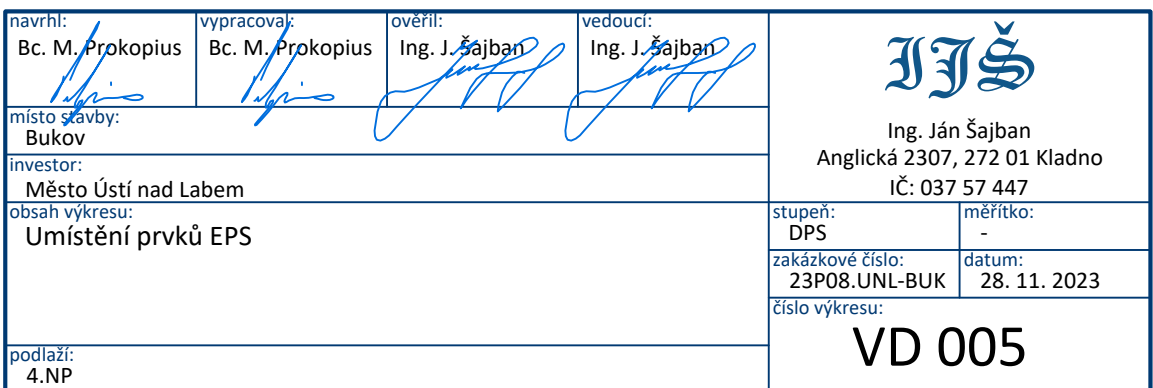 navrhl: vypracoval: ověřil: vedoucí:
Bc. M. Prokopius Bc. M. Prokopius Ing. J. Šajban Ing. J. Šajban
místo stavby:
Bukov
investor:
Město Ústí nad Labem
obsah výkresu:
Umístění prvků EPS
podlaží:
4.NP
IJŠ
Ing. Ján Šajban
Anglická 2307, 272 01 Kladno
IČ: 037 57 447
stupeň: měřítko:
DPS -
zakázkové číslo: datum:
23P08.UNL-BUK 28. 11. 2023
číslo výkresu:
VD 005